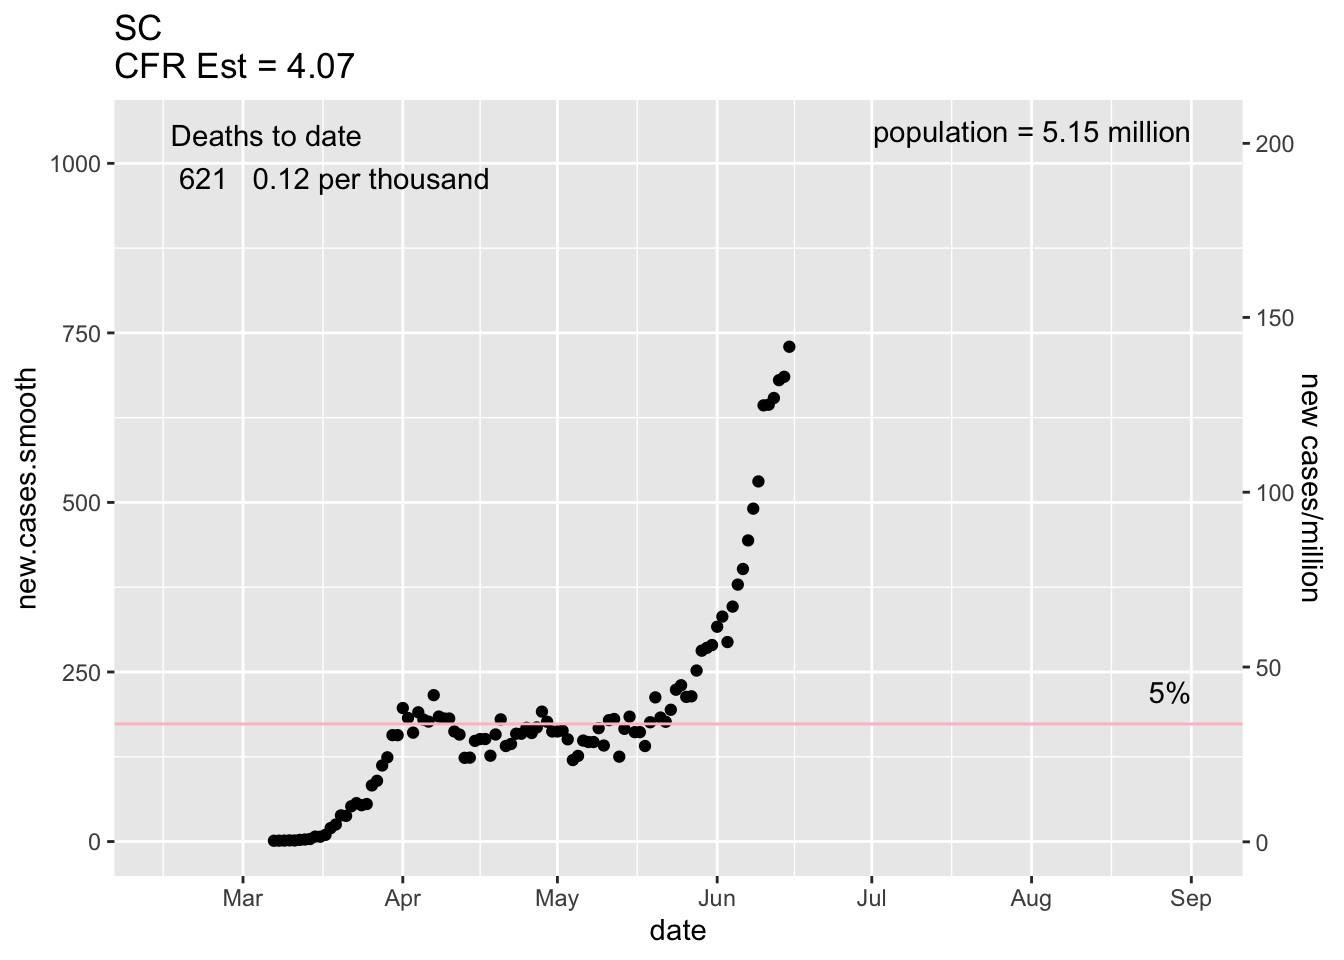 SC
CFR Est = 4.07
Deaths to date
621 0.12 per thousand
population = 5.15 million
5%
new.cases.smooth
1000
750
500
250
0
200
150
100
50
0
new cases/million
Mar Apr May Jun Jul Aug Sep
date